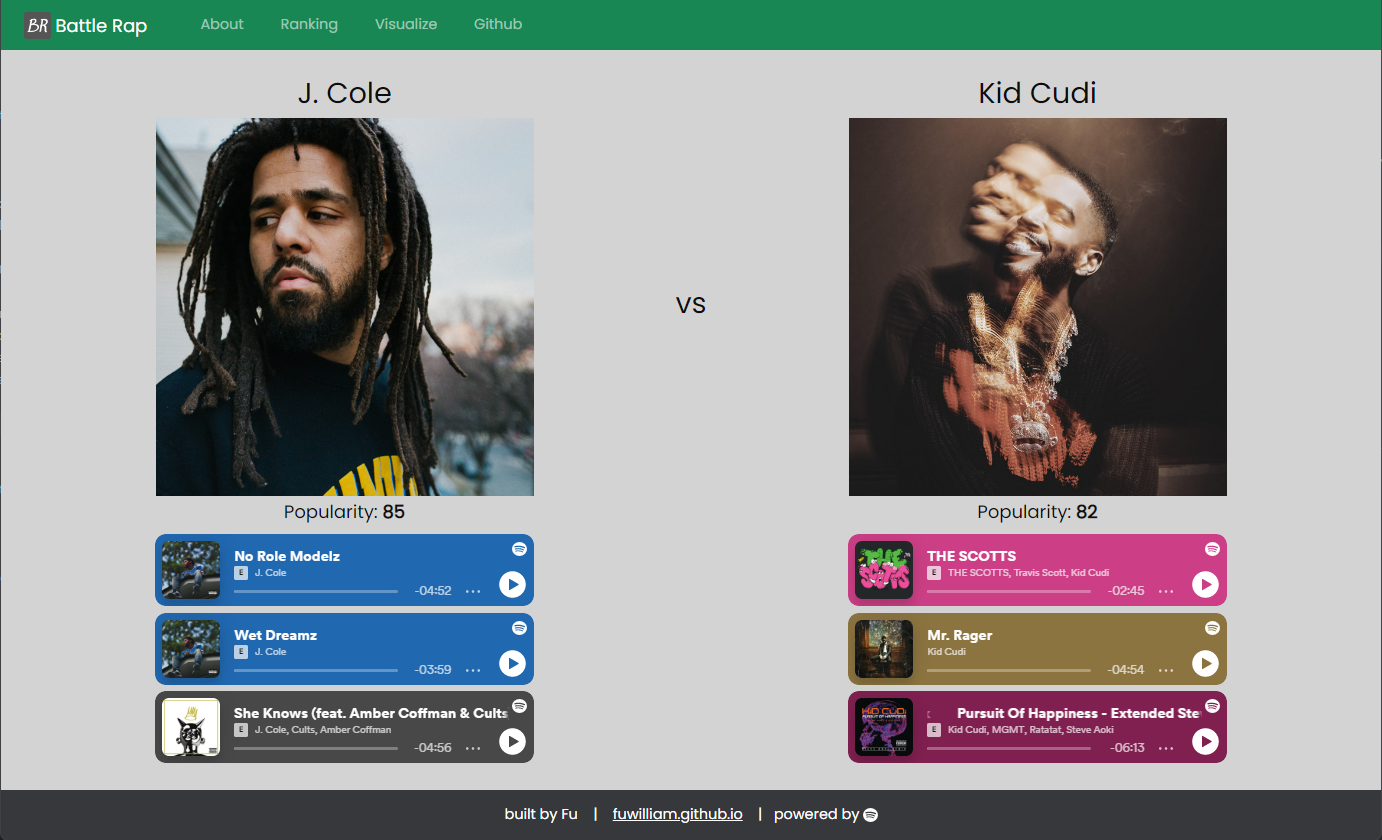 BR Battle Rap About Ranking Visualize Github
J. Cole
Kid Cudi
VS
Popularity: 85
Popularity: 82
No Role Modelz
E J. Cole
-04:52
Wet Dreamz
E J. Cole
-03:59
She Knows (feat. Amber Coffman & Cults
E J. Cole, Cults, Amber Coffman
-04:56
THE SCOTTS
E THE SCOTTS, Travis Scott, Kid Cudi
-02:45
Mr. Rager
Kid Cudi
-04:54
Pursuit Of Happiness - Extended Ste
E Kid Cudi, MGMT, Ratatat, Steve Aoki
-06:13
built by Fu | fuwilliam.github.io | powered by